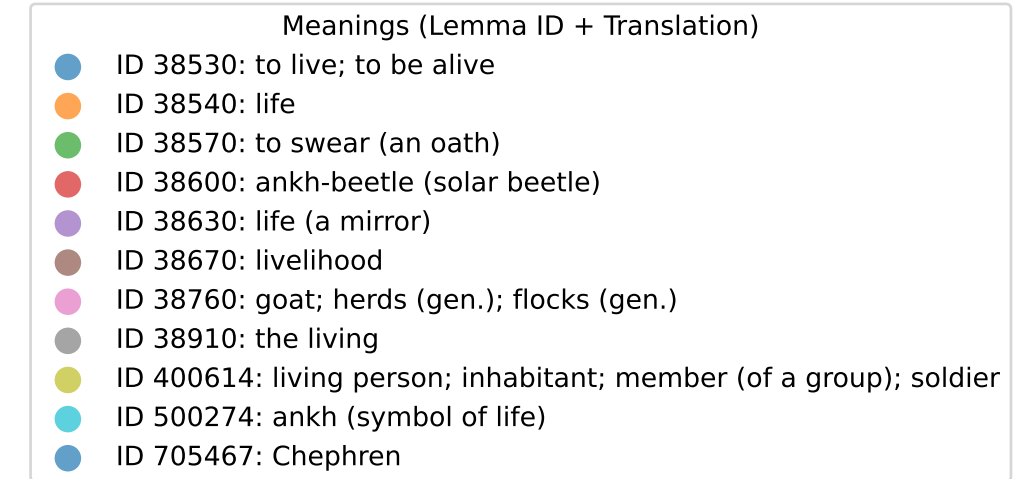 Meanings (Lemma ID + Translation)
ID 38530: to live; to be alive
ID 38540: life
ID 38570: to swear (an oath)
ID 38600: ankh-beetle (solar beetle)
ID 38630: life (a mirror)
ID 38670: livelihood
ID 38760: goat; herds (gen.); flocks (gen.)
ID 38910: the living
ID 400614: living person; inhabitant; member (of a group); soldier
ID 500274: ankh (symbol of life)
ID 705467: Chephren